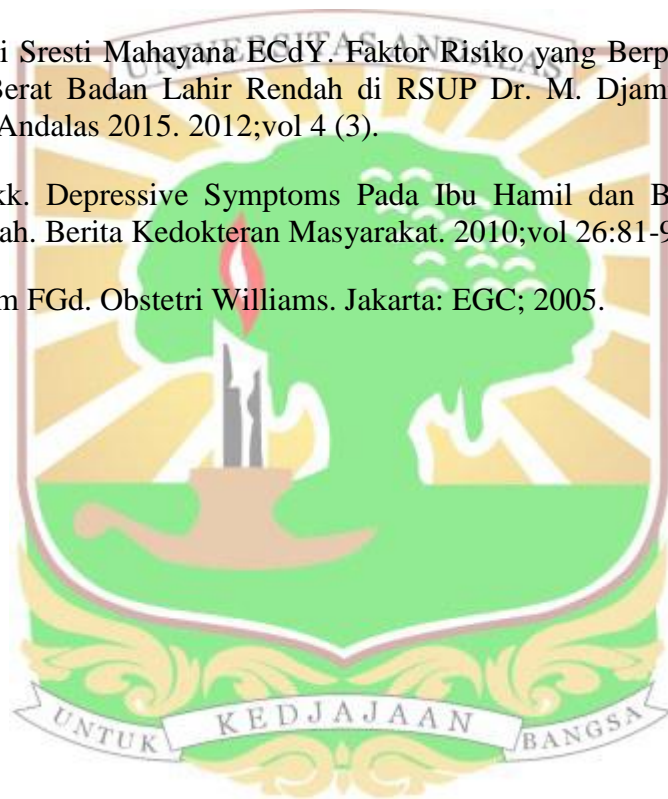 i Sresti Mahayana ECdY. Faktor Risiko yang Berp
UNIVERSITAS ANDALAS
Berat Badan Lahir Rendah di RSUP Dr. M. Djam
Andalas 2015. 2012;vol 4 (3).
kk. Depressive Symptoms Pada Ibu Hamil dan B
ah. Berita Kedokteran Masyarakat. 2010;vol 26:81-9
m FGd. Obstetri Williams. Jakarta: EGC; 2005.
UNTUK KEDJAJAAN BANGSA